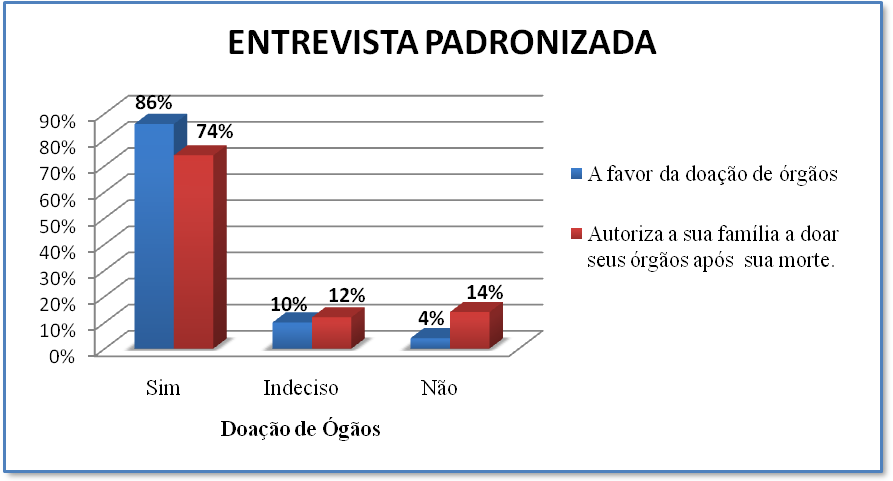 ENTREVISTA PADRONIZADA
90%
80%
70%
60%
50%
40%
30%
20%
10%
0%
86%
74%
10%
12%
4%
14%
Sim
Indeciso
Não
Doação de Ógãos
A favor da doação de órgãos
Autoriza a sua família a doar
seus órgãos após sua morte.